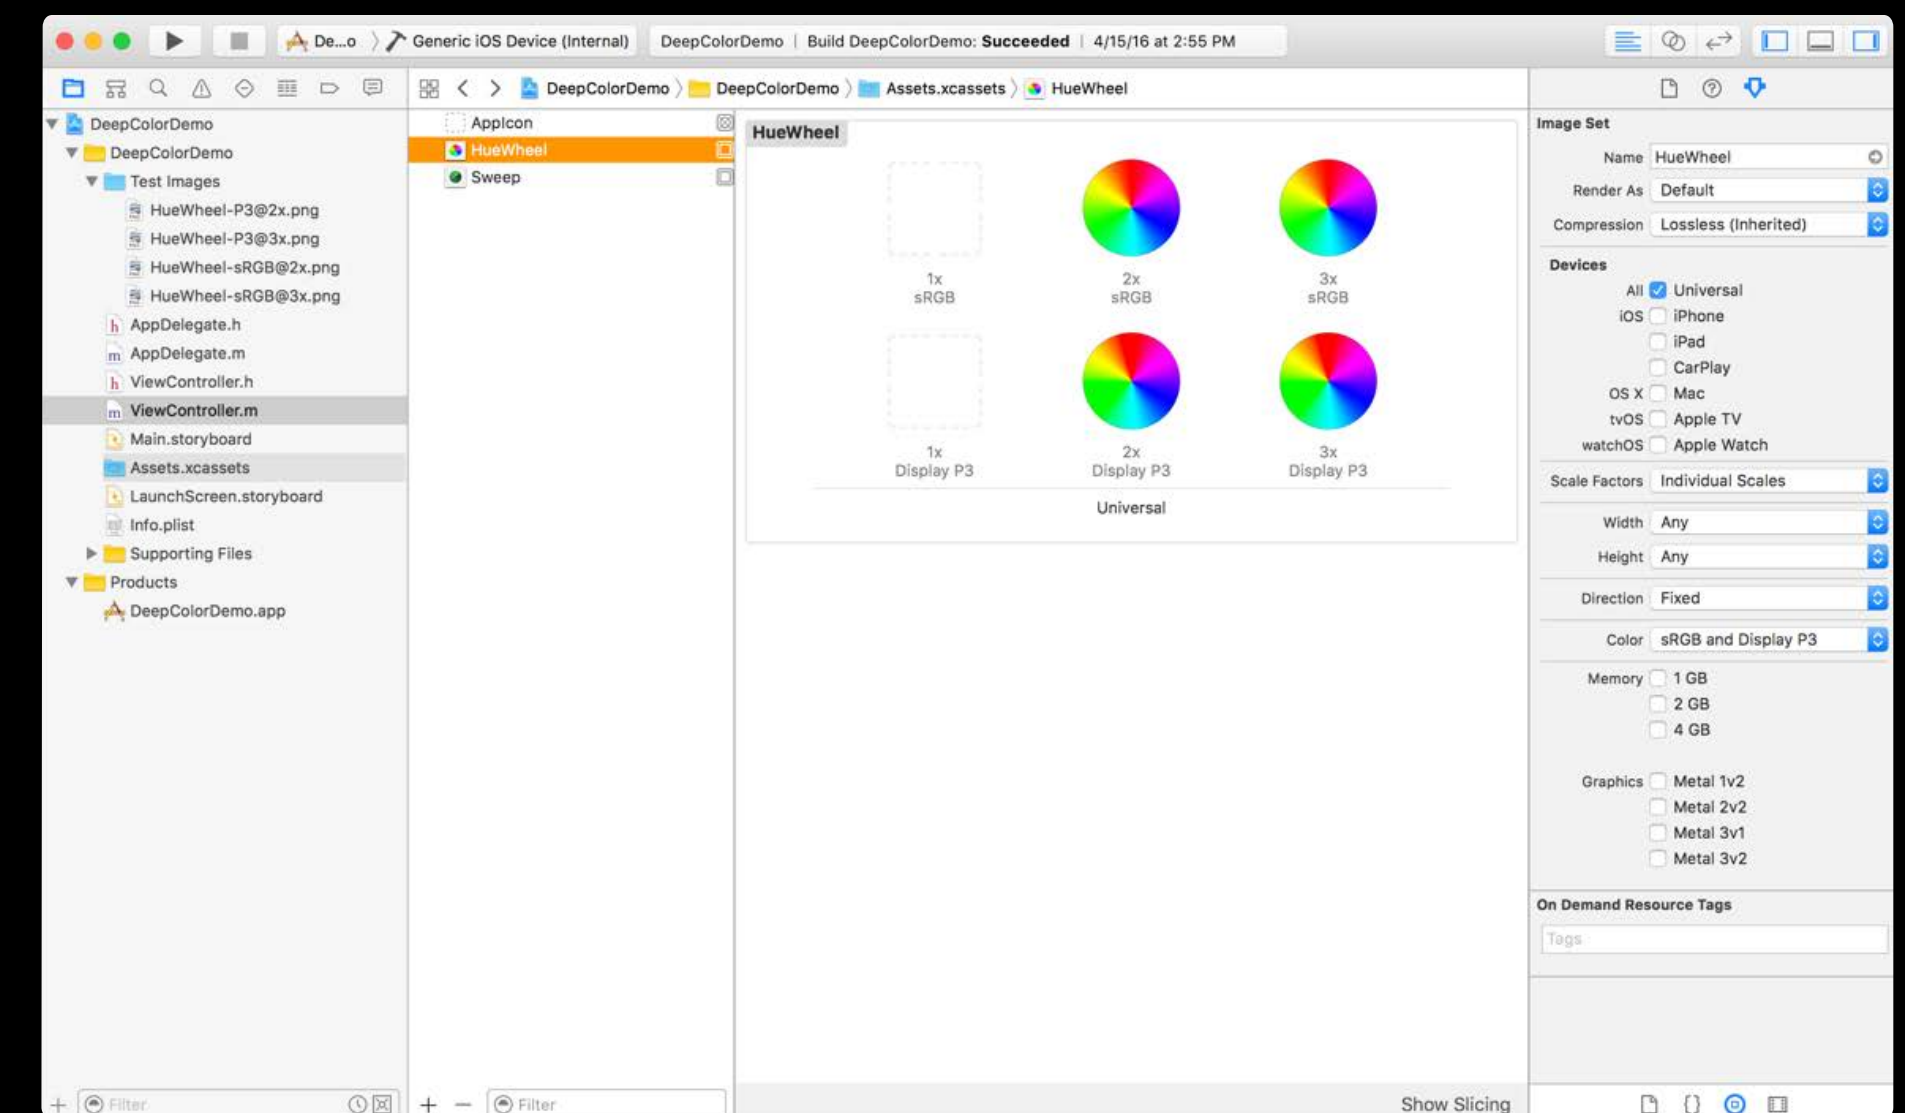 De...o Generic iOS Device (Internal) DeepColorDemo | Build DeepColorDemo: Succeeded | 4/15/16 at 2:55 PM
DeepColorDemo DeepColorDemo Assets.xcassets HueWheel
DeepColorDemo
DeepColorDemo
Test Images
HueWheel-P3@2x.png
HueWheel-P3@3x.png
HueWheel-sRGB@2x.png
HueWheel-sRGB@3x.png
h AppDelegate.h
m AppDelegate.m
h ViewController.h
m ViewController.m
Main.storyboard
Assets.xcassets
LaunchScreen.storyboard
Info.plist
Supporting Files
Products
DeepColorDemo.app
Filter
AppIcon
HueWheel
Sweep
Filter
HueWheel
1x 2x 3x
sRGB sRGB sRGB
1x 2x 3x
Display P3 Display P3 Display P3
Universal
Show Slicing
Image Set
Name HueWheel
Render As Default
Compression Lossless (Inherited)
Devices
All Universal
iOS iPhone
iPad
CarPlay
OS X Mac
tvOS Apple TV
watchOS Apple Watch
Scale Factors Individual Scales
Width Any
Height Any
Direction Fixed
Color sRGB and Display P3
Memory 1 GB
2 GB
4 GB
Graphics Metal 1v2
Metal 2v2
Metal 3v1
Metal 3v2
On Demand Resource Tags
Tags